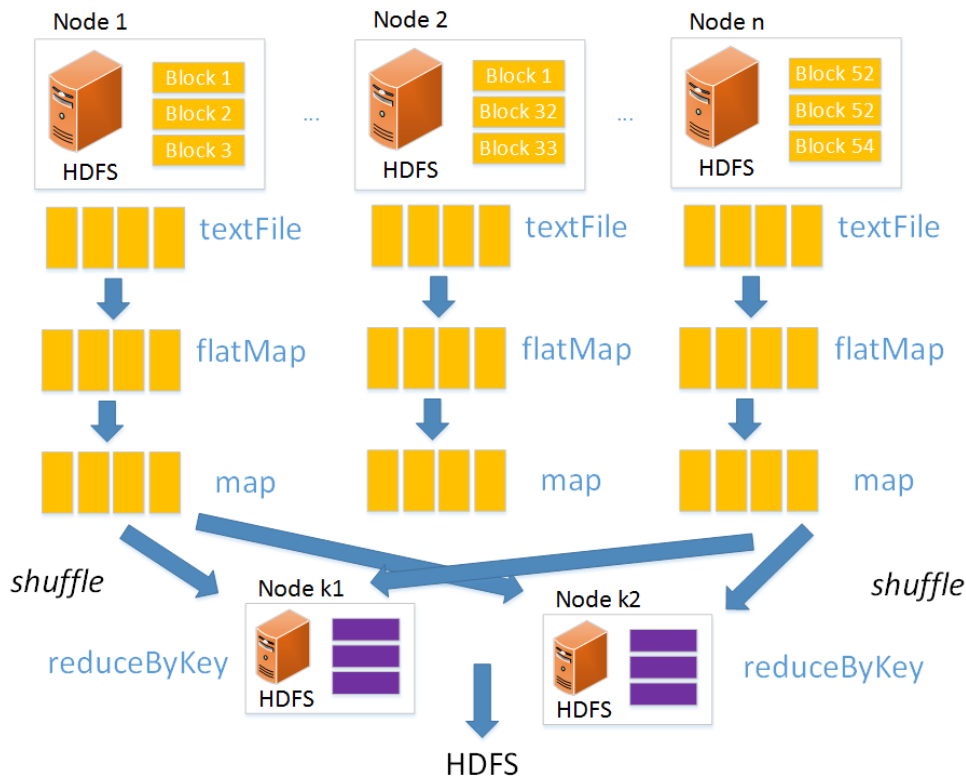 Node 1
Node 2
Node n
Block 1
Block 2
Block 3
HDFS
...
Block 1
Block 32
Block 33
HDFS
...
Block 52
Block 52
Block 54
HDFS
textFile
textFile
textFile
flatMap
flatMap
flatMap
map
map
map
shuffle
shuffle
Node k1
Node k2
reduceByKey
HDFS
HDFS
reduceByKey
HDFS